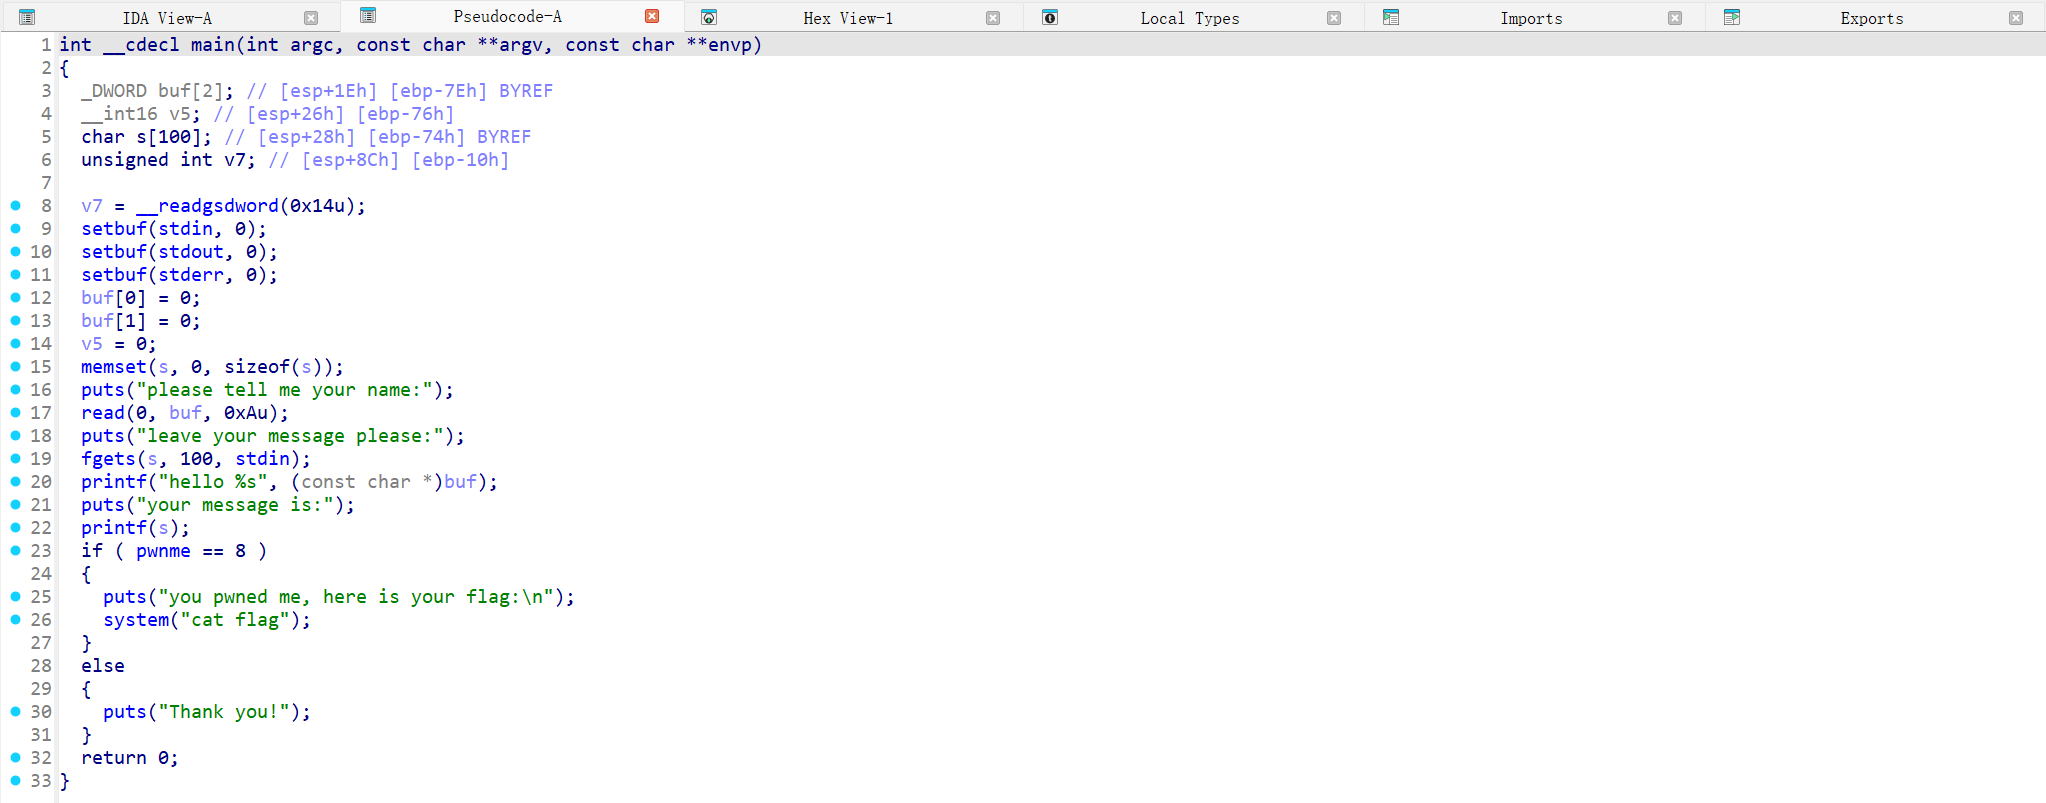 IDA View-A Pseudocode-A Hex View-1 Local Types Imports Exports
1 int __cdecl main(int argc, const char **argv, const char **envp)
2 {
3   _DWORD buf[2]; // [esp+1Eh] [ebp-7Eh] BYREF
4   __int16 v5; // [esp+26h] [ebp-76h]
5   char s[100]; // [esp+28h] [ebp-74h] BYREF
6   unsigned int v7; // [esp+8Ch] [ebp-10h]
7
8   v7 = __readgsdword(0x14u);
9   setbuf(stdin, 0);
10   setbuf(stdout, 0);
11   setbuf(stderr, 0);
12   buf[0] = 0;
13   buf[1] = 0;
14   v5 = 0;
15   memset(s, 0, sizeof(s));
16   puts("please tell me your name:");
17   read(0, buf, 0xAu);
18   puts("leave your message please:");
19   fgets(s, 100, stdin);
20   printf("hello %s", (const char *)buf);
21   puts("your message is:");
22   printf(s);
23   if ( pwnme == 8 )
24   {
25     puts("you pwned me, here is your flag:\n");
26     system("cat flag");
27   }
28   else
29   {
30     puts("Thank you!");
31   }
32   return 0;
33 }